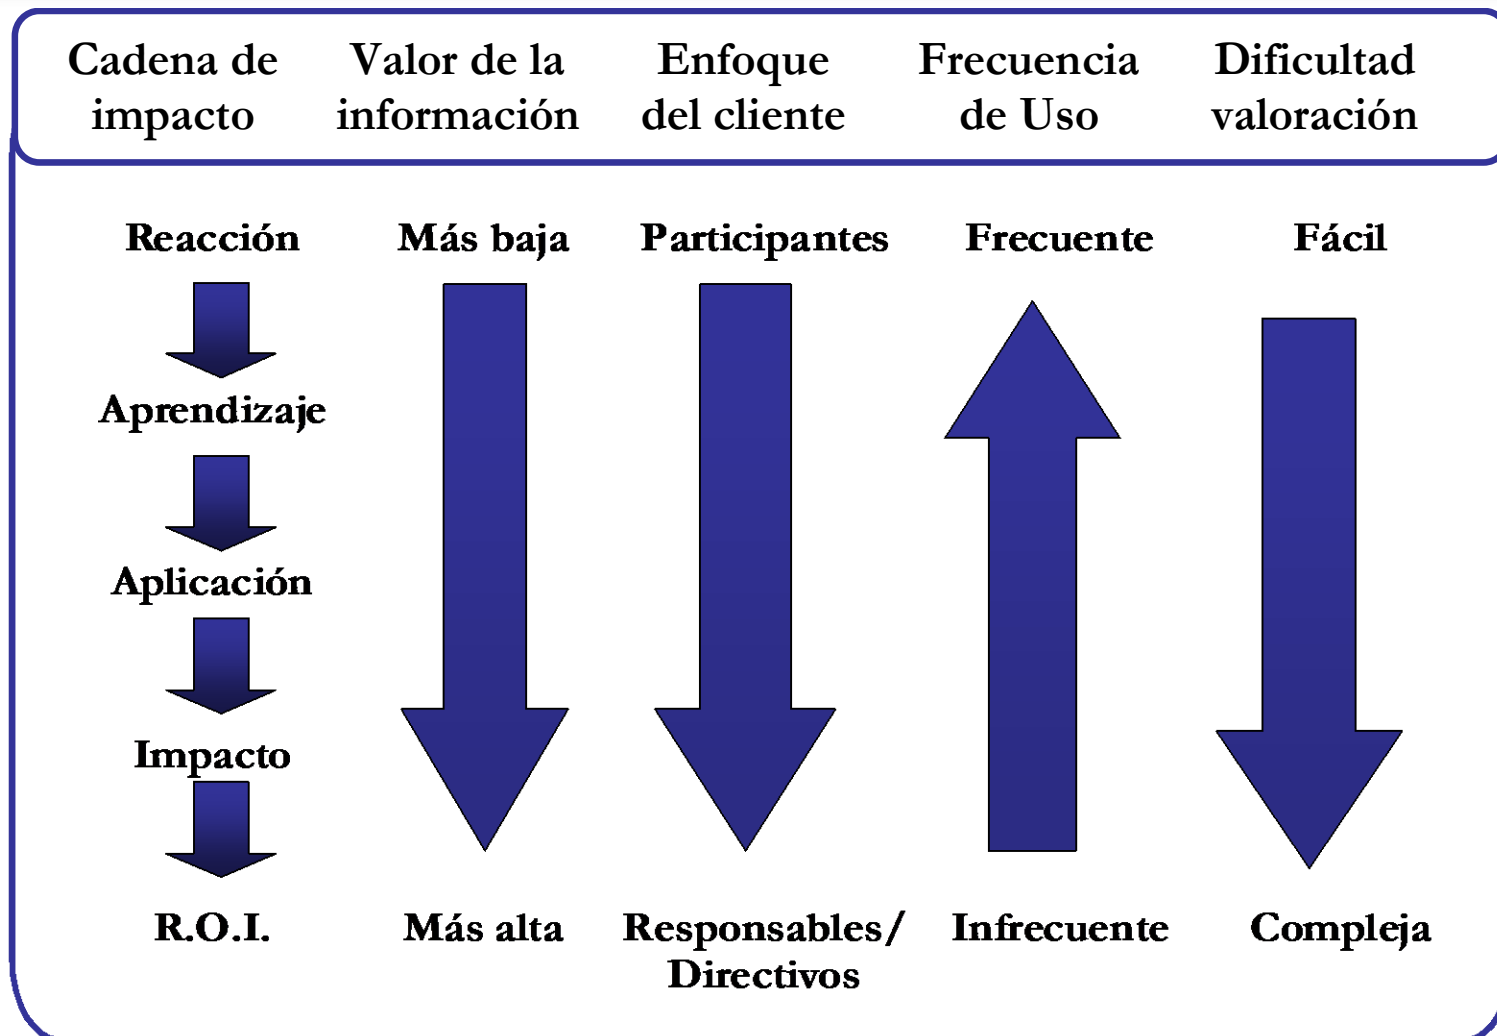 Cadena de
impacto
Valor de la
información
Enfoque
del cliente
Frecuencia
de Uso
Dificultad
valoración
Reacción
Más baja
Participantes
Frecuente
Fácil
Aprendizaje
Aplicación
Impacto
R.O.I.
Más alta
Responsables/
Directivos
Infrecuente
Compleja